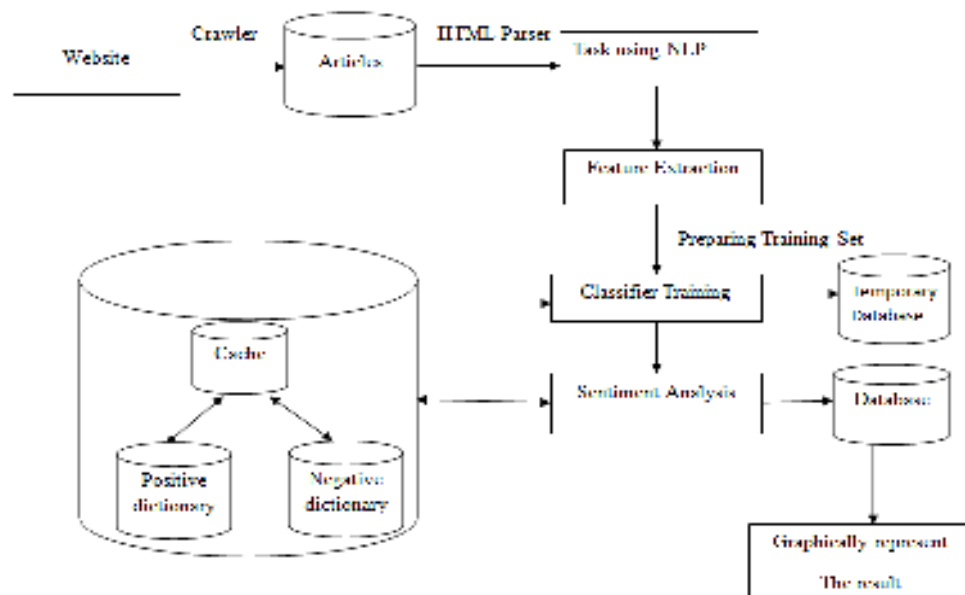 Website
Crawler
Articles
HTML Parser
Task using NLP
Feature Extraction
Preparing Training Set
Classifier Training
Temporary
Database
Cache
Sentiment Analysis
Database
Positive
dictionary
Negative
dictionary
Graphically represent
The result